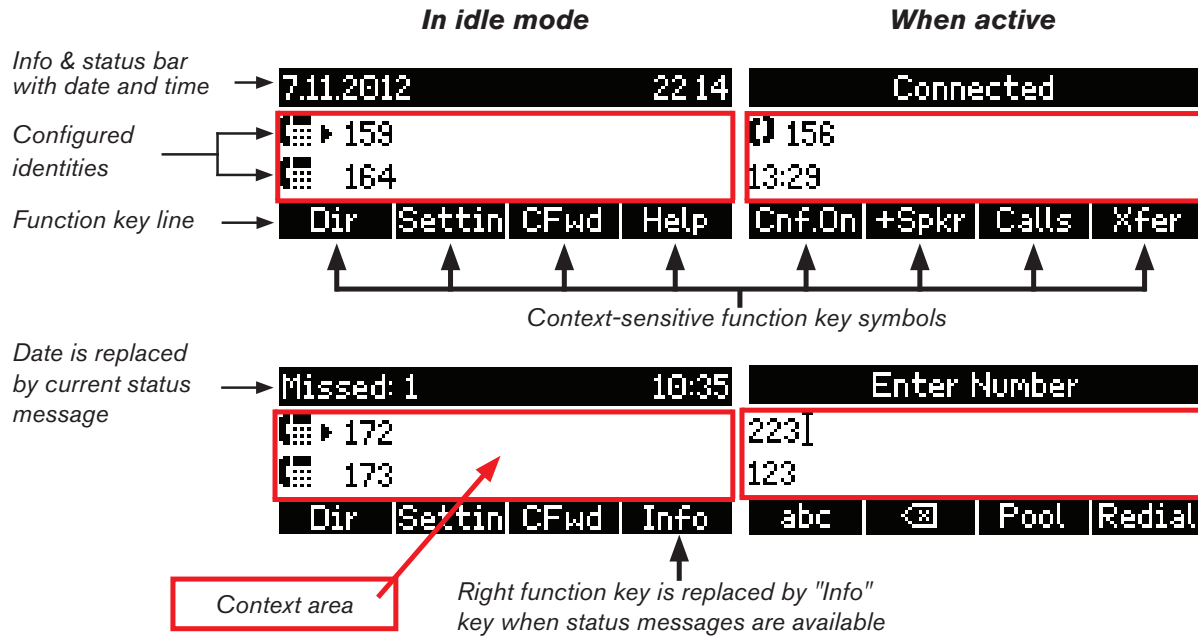 In idle mode
When active
Info & status bar
with date and time
7.11.2012 22 14
Connected
Configured
identities
159
164
156
13:29
Function key line
Dir Settin CFwd Help
Cnf.On +Spkr Calls Xfer
Context-sensitive function key symbols
Date is replaced
by current status
message
Missed: 1 10:35
Enter Number
172
173
223
123
Dir Settin CFwd Info
abc Pool Redial
Context area
Right function key is replaced by "Info"
key when status messages are available